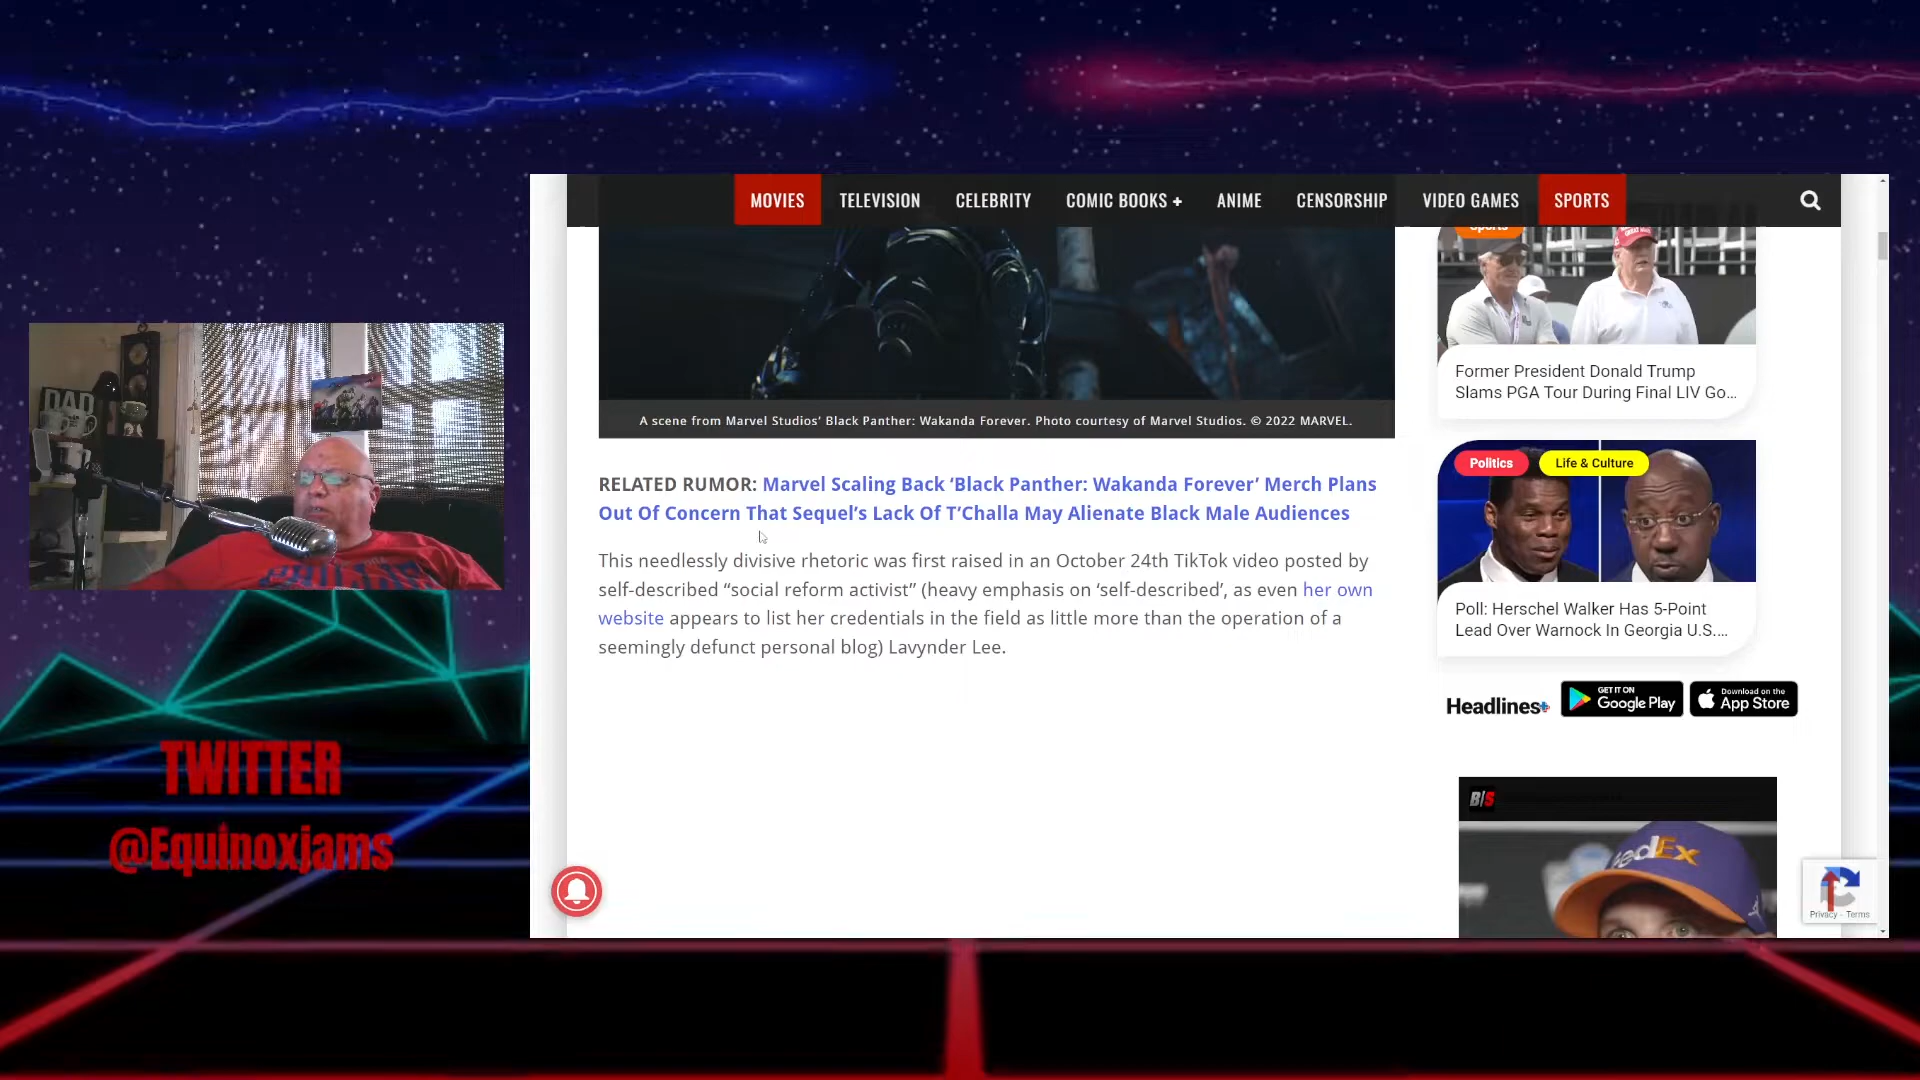 MOVIES TELEVISION CELEBRITY COMIC BOOKS + ANIME CENSORSHIP VIDEO GAMES SPORTS
Sports
Former President Donald Trump
Slams PGA Tour During Final LIV Go...
A scene from Marvel Studios' Black Panther: Wakanda Forever. Photo courtesy of Marvel Studios. © 2022 MARVEL.
RELATED RUMOR: Marvel Scaling Back ‘Black Panther: Wakanda Forever’ Merch Plans
Out Of Concern That Sequel’s Lack Of T’Challa May Alienate Black Male Audiences
This needlessly divisive rhetoric was first raised in an October 24th TikTok video posted by
self-described “social reform activist” (heavy emphasis on ‘self-described’, as even her own
website appears to list her credentials in the field as little more than the operation of a
seemingly defunct personal blog) Lavynder Lee.
Politics Life & Culture
Poll: Herschel Walker Has 5-Point
Lead Over Warnock In Georgia U.S....
Headlines+
GET IT ON
Google Play
Download on the
App Store
B/S
FedEx
Privacy - Terms
DAD
TWITTER
@Equinoxjams